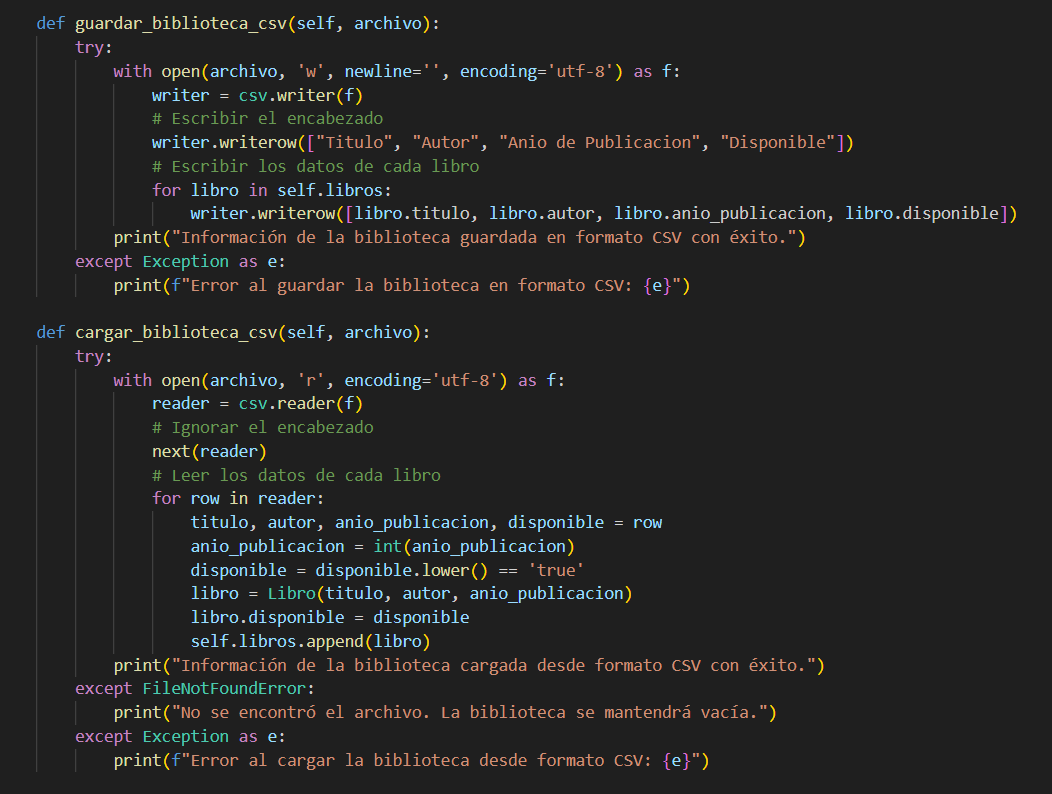 def guardar_biblioteca_csv(self, archivo):
    try:
        with open(archivo, 'w', newline='', encoding='utf-8') as f:
            writer = csv.writer(f)
            # Escribir el encabezado
            writer.writerow(["Titulo", "Autor", "Anio de Publicacion", "Disponible"])
            # Escribir los datos de cada libro
            for libro in self.libros:
                writer.writerow([libro.titulo, libro.autor, libro.anio_publicacion, libro.disponible])
        print("Información de la biblioteca guardada en formato CSV con éxito.")
    except Exception as e:
        print(f"Error al guardar la biblioteca en formato CSV: {e}")

def cargar_biblioteca_csv(self, archivo):
    try:
        with open(archivo, 'r', encoding='utf-8') as f:
            reader = csv.reader(f)
            # Ignorar el encabezado
            next(reader)
            # Leer los datos de cada libro
            for row in reader:
                titulo, autor, anio_publicacion, disponible = row
                anio_publicacion = int(anio_publicacion)
                disponible = disponible.lower() == 'true'
                libro = Libro(titulo, autor, anio_publicacion)
                libro.disponible = disponible
                self.libros.append(libro)
        print("Información de la biblioteca cargada desde formato CSV con éxito.")
    except FileNotFoundError:
        print("No se encontró el archivo. La biblioteca se mantendrá vacía.")
    except Exception as e:
        print(f"Error al cargar la biblioteca desde formato CSV: {e}")